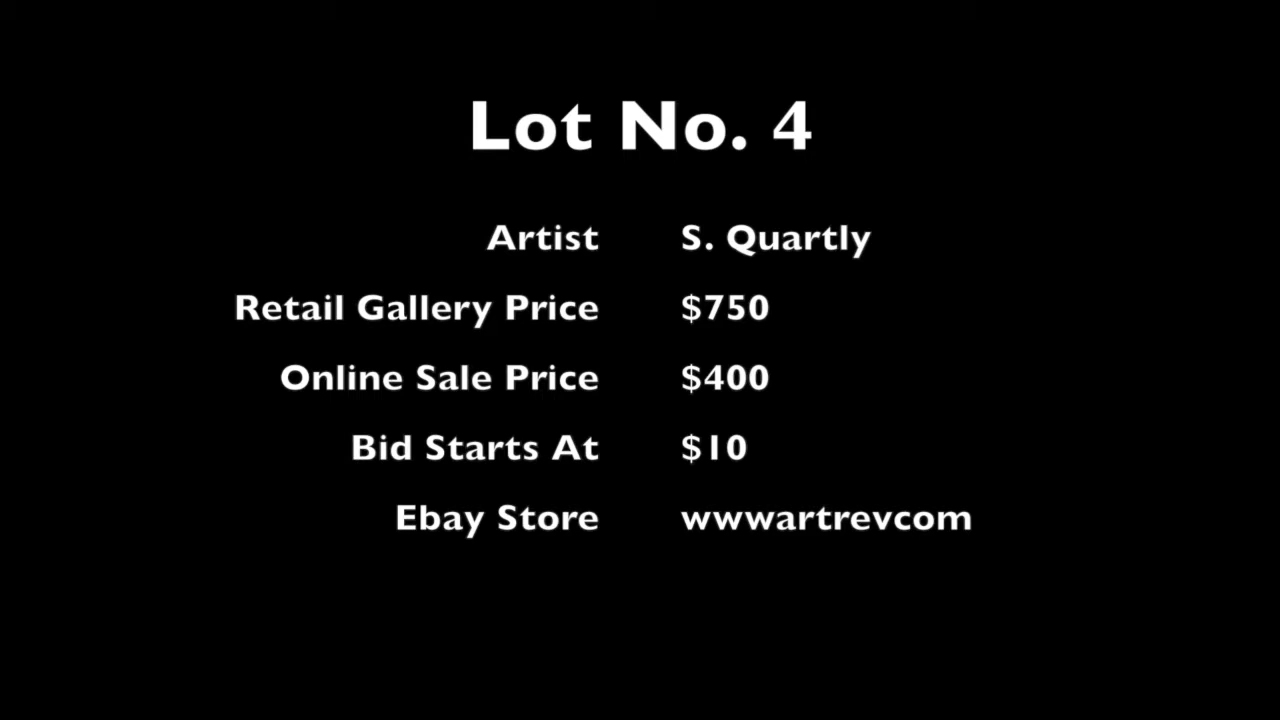 Lot No. 4
Artist S. Quartly
Retail Gallery Price $750
Online Sale Price $400
Bid Starts At $10
Ebay Store wwwartrevcom